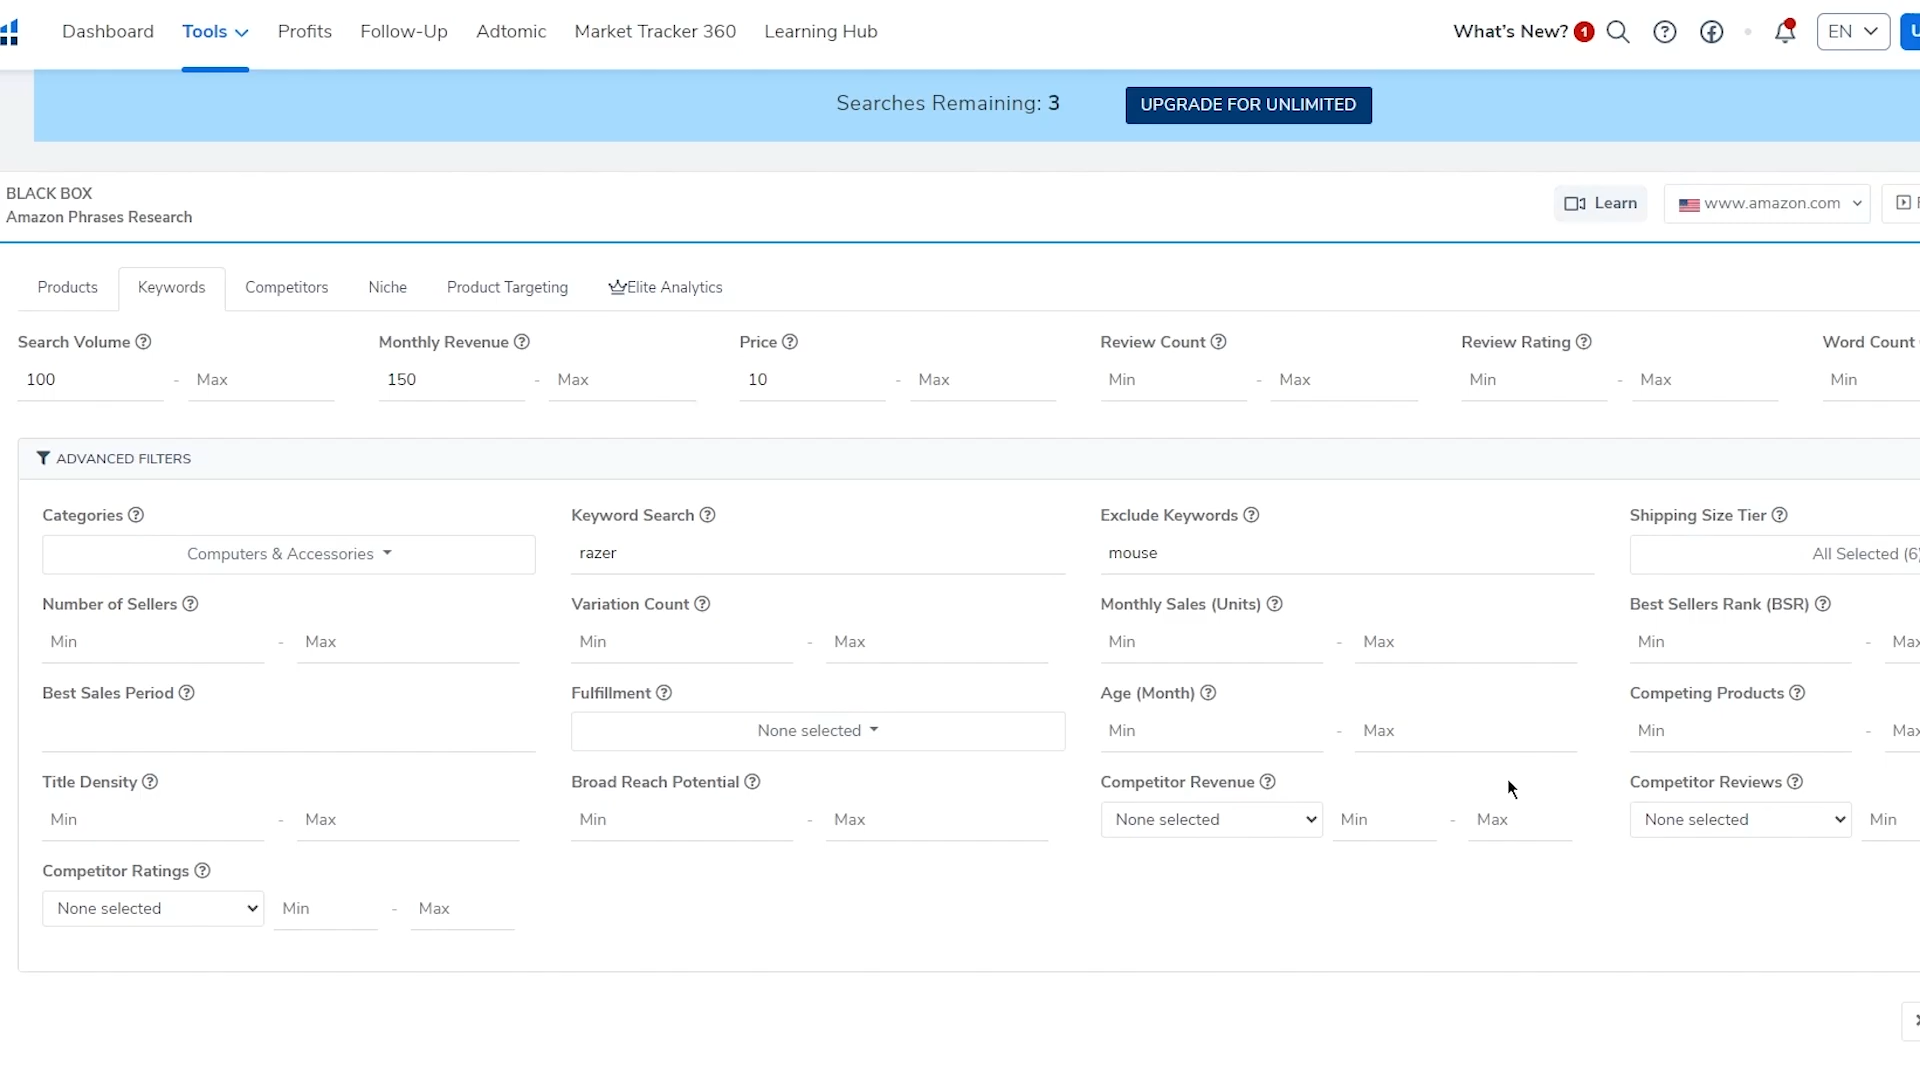 Dashboard Tools Profits Follow-Up Adtomic Market Tracker 360 Learning Hub What's New? 1 EN
Searches Remaining: 3 UPGRADE FOR UNLIMITED
BLACK BOX
Amazon Phrases Research
Learn www.amazon.com
Products Keywords Competitors Niche Product Targeting Elite Analytics
Search Volume Monthly Revenue Price Review Count Review Rating Word Count
100 - Max 150 - Max 10 - Max Min - Max Min - Max Min
ADVANCED FILTERS
Categories Keyword Search Exclude Keywords Shipping Size Tier
Computers & Accessories razer mouse All Selected (6)
Number of Sellers Variation Count Monthly Sales (Units) Best Sellers Rank (BSR)
Min - Max Min - Max Min - Max Min - Max
Best Sales Period Fulfillment Age (Month) Competing Products
None selected Min - Max Min - Max
Title Density Broad Reach Potential Competitor Revenue Competitor Reviews
Min - Max Min - Max None selected Min - Max None selected Min
Competitor Ratings
None selected Min - Max